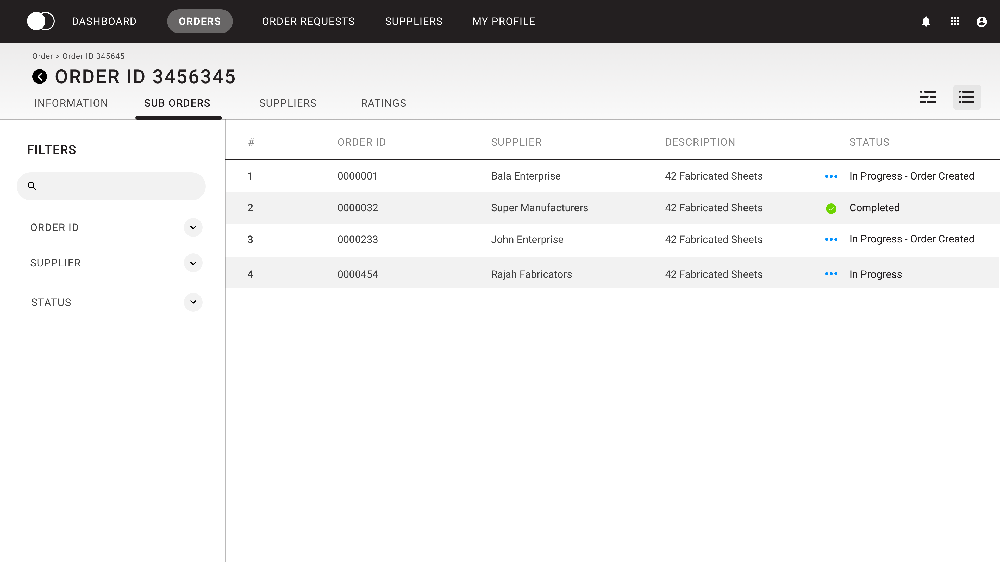 DASHBOARD ORDERS ORDER REQUESTS SUPPLIERS MY PROFILE
Order > Order ID 345645
ORDER ID 3456345
INFORMATION SUB ORDERS SUPPLIERS RATINGS
FILTERS
ORDER ID
SUPPLIER
STATUS
# ORDER ID SUPPLIER DESCRIPTION STATUS
1 0000001 Bala Enterprise 42 Fabricated Sheets In Progress - Order Created
2 0000032 Super Manufacturers 42 Fabricated Sheets Completed
3 0000233 John Enterprise 42 Fabricated Sheets In Progress - Order Created
4 0000454 Rajah Fabricators 42 Fabricated Sheets In Progress